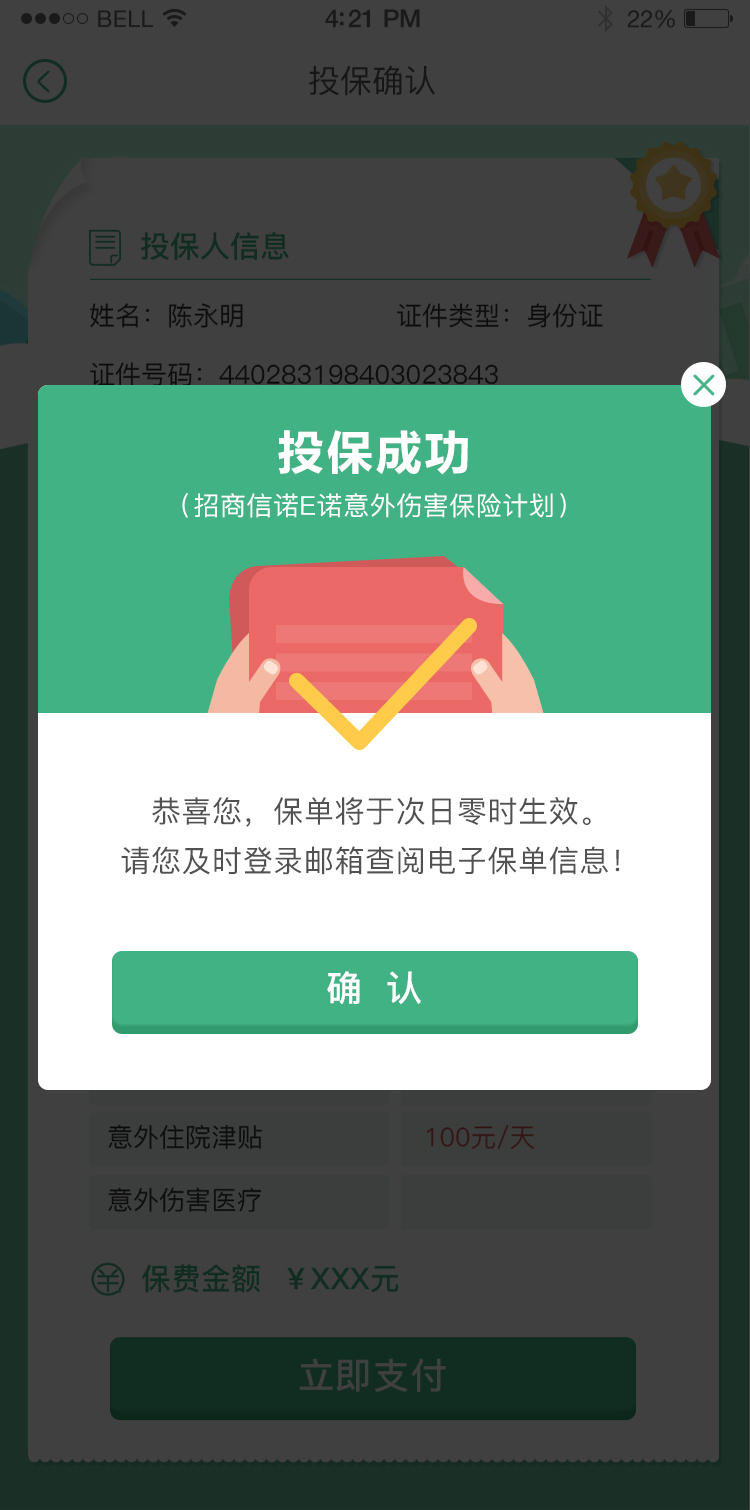 BELL 4:21 PM 22%
投保确认
投保人信息
姓名：陈永明 证件类型：身份证
证件号码：440283198403023843
投保成功
（招商信诺E诺意外伤害保险计划）
恭喜您，保单将于次日零时生效。
请您及时登录邮箱查阅电子保单信息！
确 认
意外住院津贴 100元/天
意外伤害医疗
保费金额 ￥XXX元
立即支付